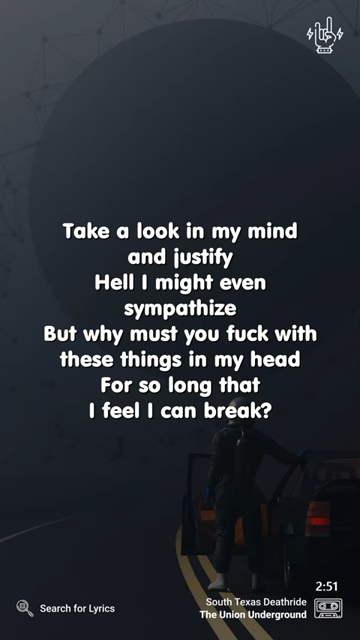 Take a look in my mind
and justify
Hell I might even
sympathize
But why must you fuck with
these things in my head
For so long that
I feel I can break?
2:51
Search for Lyrics
South Texas Deathride
The Union Underground